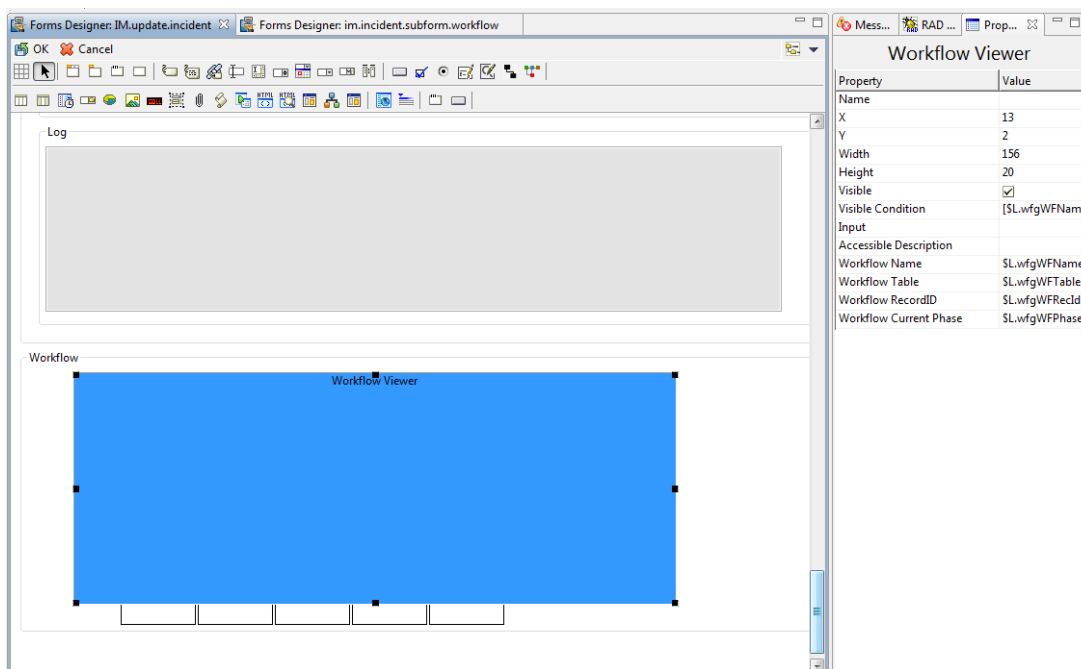 Forms Designer: IM.update.incident
Forms Designer: im.incident.subform.workflow
OK Cancel
Log
Workflow
Workflow Viewer
Mess... RAD ... Prop...
Workflow Viewer
Property Value
Name
X 13
Y 2
Width 156
Height 20
Visible
Visible Condition [$L.wfgWFNam
Input
Accessible Description
Workflow Name $L.wfgWFName
Workflow Table $L.wfgWFTable
Workflow RecordID $L.wfgWFRecId
Workflow Current Phase $L.wfgWFPhase